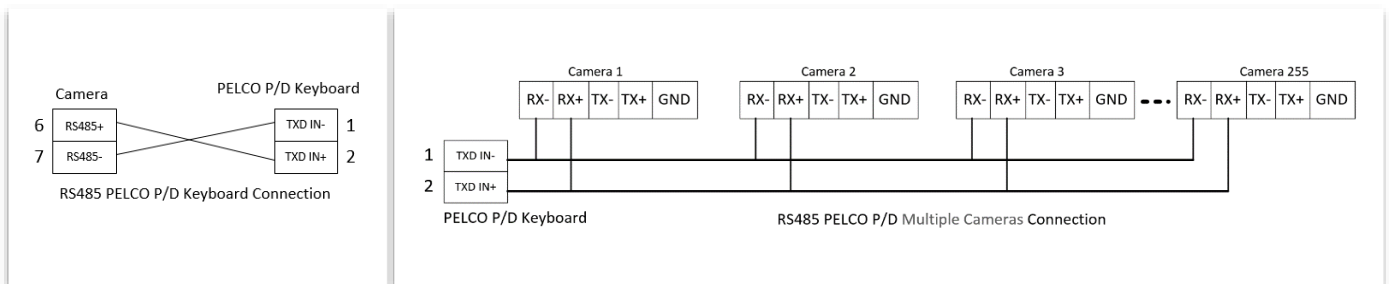 PELCO P/D Keyboard
Camera
6 RS485+ TXD IN- 1
7 RS485- TXD IN+ 2
RS485 PELCO P/D Keyboard Connection
Camera 1 Camera 2 Camera 3 Camera 255
RX- RX+ TX- TX+ GND RX- RX+ TX- TX+ GND RX- RX+ TX- TX+ GND RX- RX+ TX- TX+ GND
1 TXD IN-
2 TXD IN+
PELCO P/D Keyboard RS485 PELCO P/D Multiple Cameras Connection